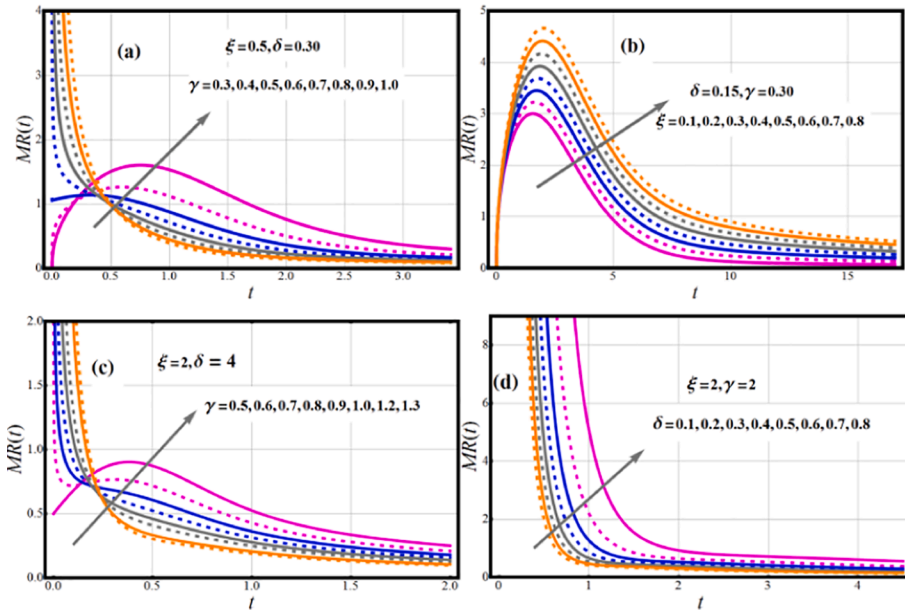 (a)
ξ=0.5, δ=0.30
γ=0.3, 0.4, 0.5, 0.6, 0.7, 0.8, 0.9, 1.0
MR(t)
4
3
2
1
0
0.0 0.5 1.0 1.5 2.0 2.5 3.0
t
(b)
δ=0.15, γ=0.30
ξ=0.1, 0.2, 0.3, 0.4, 0.5, 0.6, 0.7, 0.8
MR(t)
5
4
3
2
1
0
0 5 10 15
t
(c)
ξ=2, δ = 4
γ=0.5, 0.6, 0.7, 0.8, 0.9, 1.0, 1.2, 1.3
MR(t)
2.0
1.5
1.0
0.5
0.0
0.0 0.5 1.0 1.5 2.0
t
(d)
ξ=2, γ=2
δ=0.1, 0.2, 0.3, 0.4, 0.5, 0.6, 0.7, 0.8
MR(t)
8
6
4
2
0
0 1 2 3 4
t